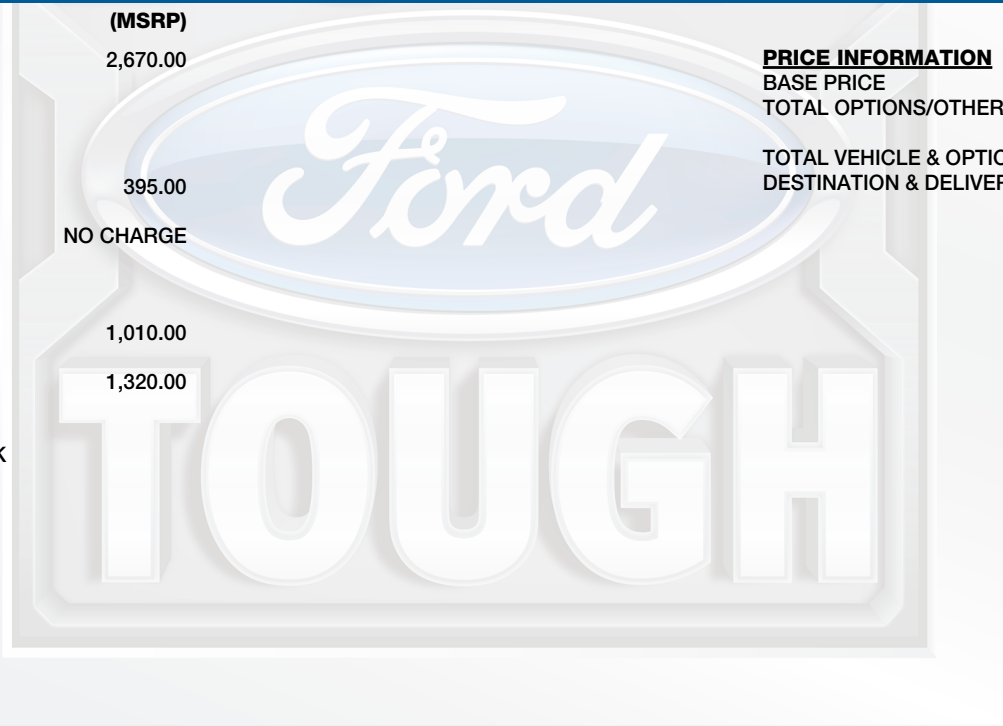 (MSRP)
2,670.00
395.00
NO CHARGE
1,010.00
1,320.00
K
PRICE INFORMATION
BASE PRICE
TOTAL OPTIONS/OTHER
TOTAL VEHICLE & OPTIO
DESTINATION & DELIVER
Ford
TOUGH